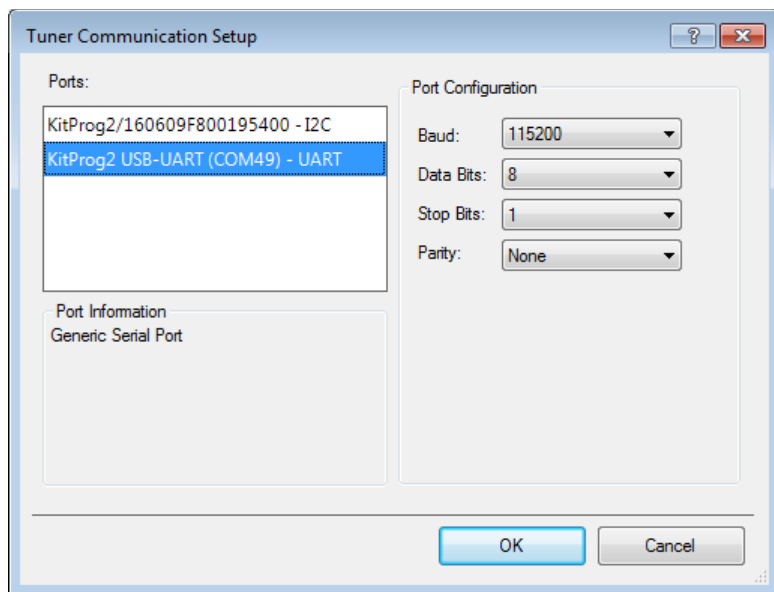 Tuner Communication Setup
Ports:
KitProg2/160609F800195400 - I2C
KitProg2 USB-UART (COM49) - UART
Port Information
Generic Serial Port
Port Configuration
Baud: 115200
Data Bits: 8
Stop Bits: 1
Parity: None
OK Cancel